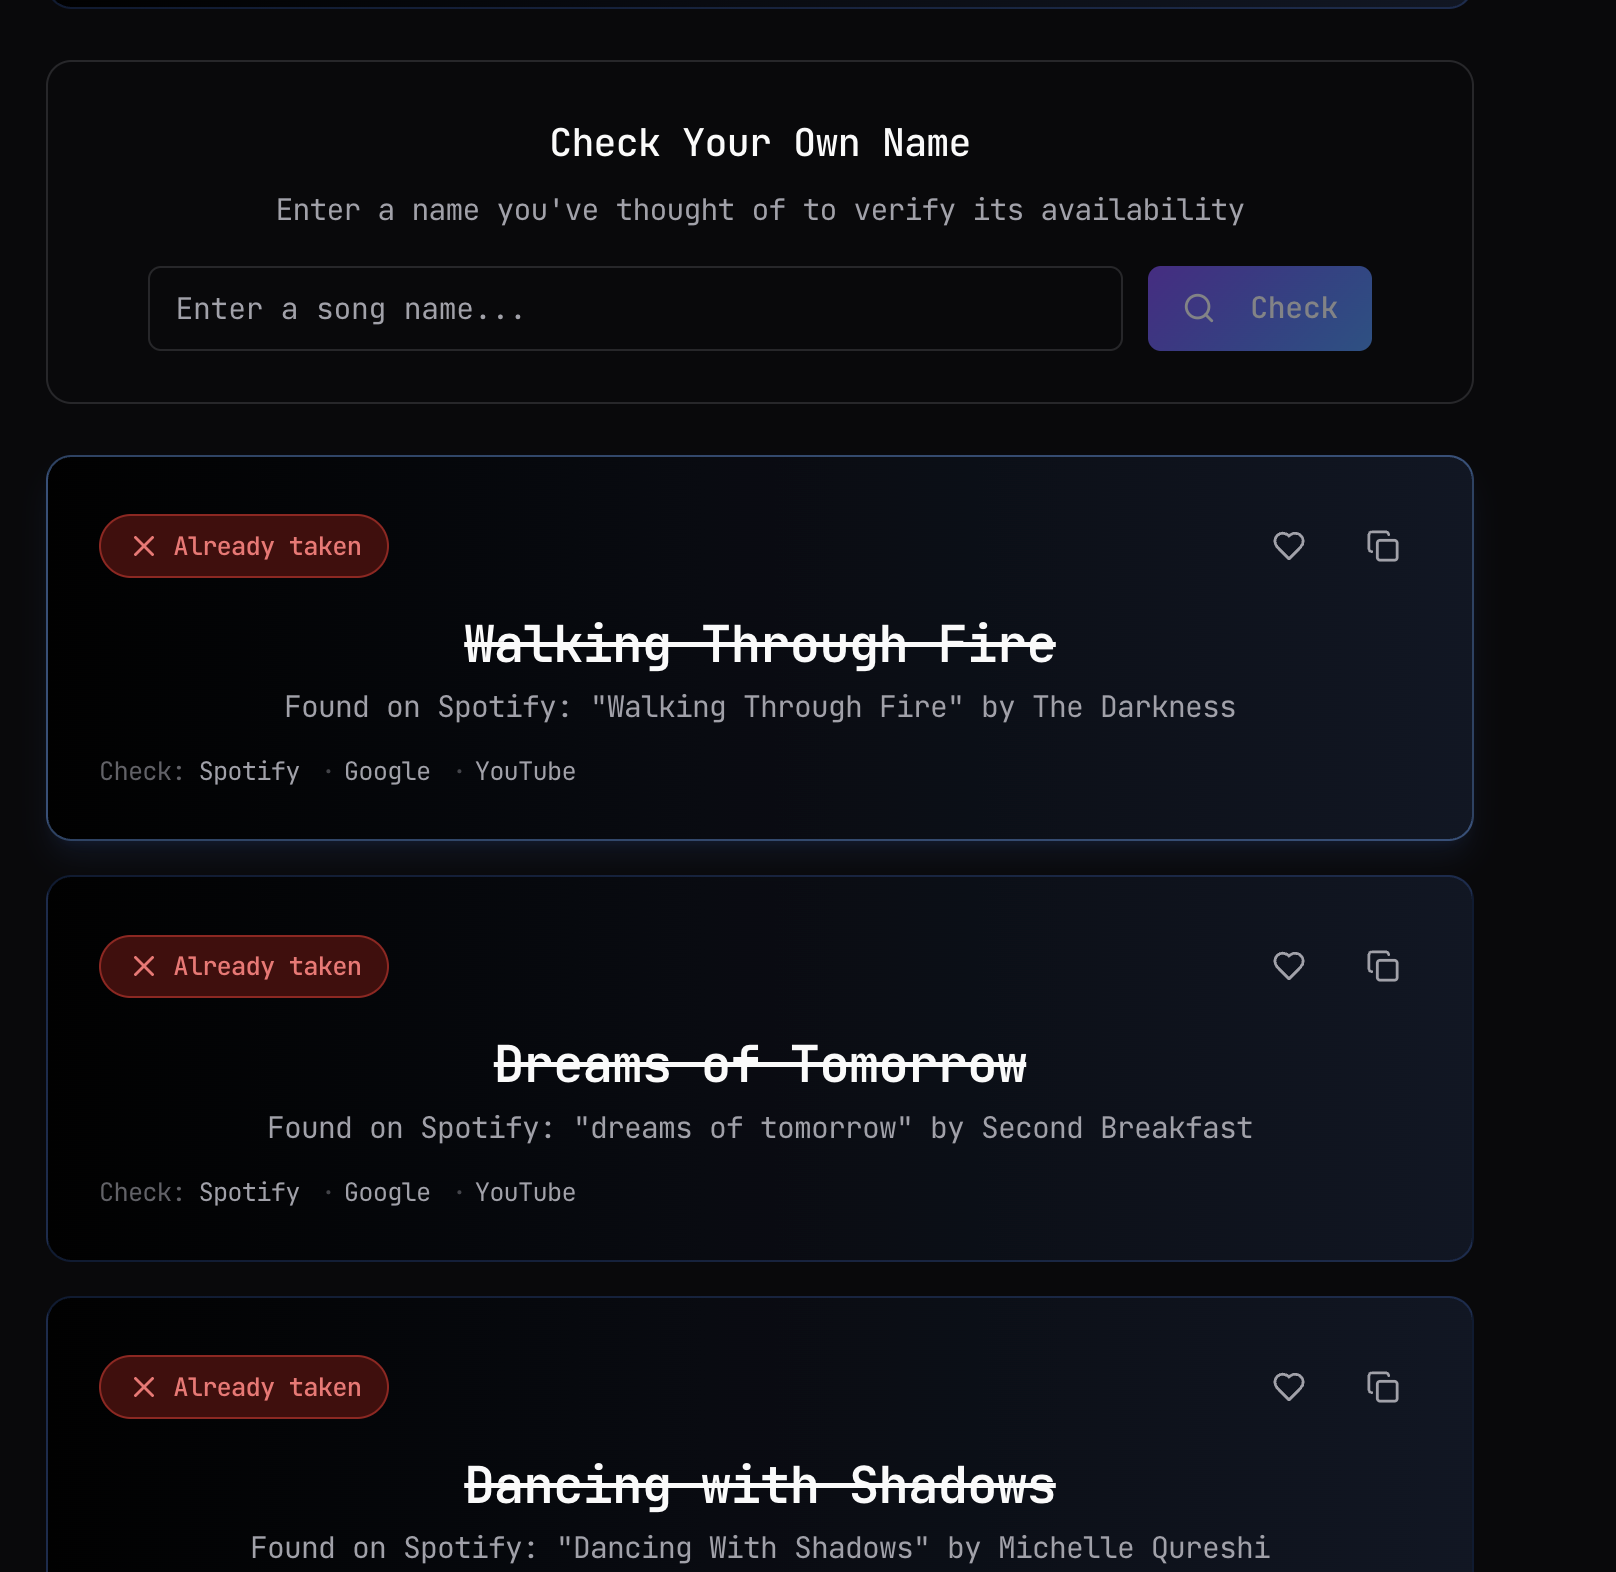 Check Your Own Name
Enter a name you've thought of to verify its availability
Enter a song name...
Check
Already taken
Walking Through Fire
Found on Spotify: "Walking Through Fire" by The Darkness
Check: Spotify · Google · YouTube
Already taken
Dreams of Tomorrow
Found on Spotify: "dreams of tomorrow" by Second Breakfast
Check: Spotify · Google · YouTube
Already taken
Dancing with Shadows
Found on Spotify: "Dancing With Shadows" by Michelle Qureshi